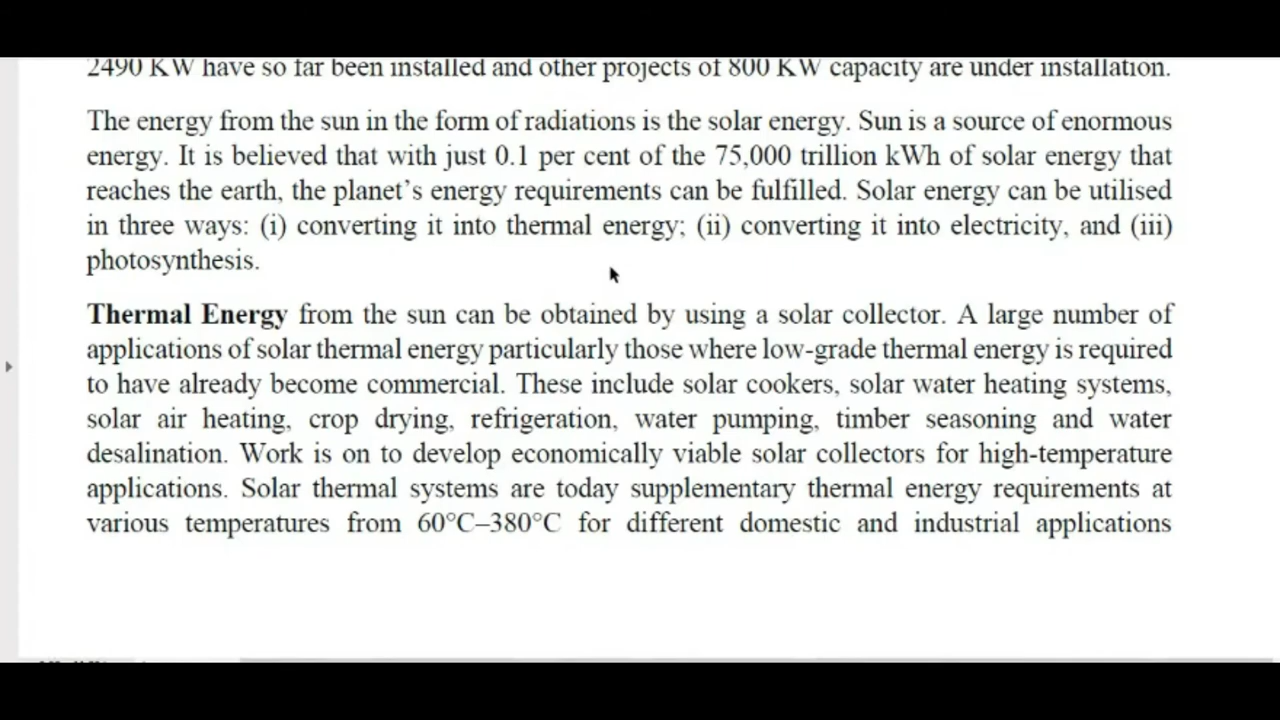 2490 KW have so far been installed and other projects of 800 KW capacity are under installation.
The energy from the sun in the form of radiations is the solar energy. Sun is a source of enormous
energy. It is believed that with just 0.1 per cent of the 75,000 trillion kWh of solar energy that
reaches the earth, the planet’s energy requirements can be fulfilled. Solar energy can be utilised
in three ways: (i) converting it into thermal energy; (ii) converting it into electricity, and (iii)
photosynthesis.
Thermal Energy from the sun can be obtained by using a solar collector. A large number of
applications of solar thermal energy particularly those where low-grade thermal energy is required
to have already become commercial. These include solar cookers, solar water heating systems,
solar air heating, crop drying, refrigeration, water pumping, timber seasoning and water
desalination. Work is on to develop economically viable solar collectors for high-temperature
applications. Solar thermal systems are today supplementary thermal energy requirements at
various temperatures from 60°C–380°C for different domestic and industrial applications